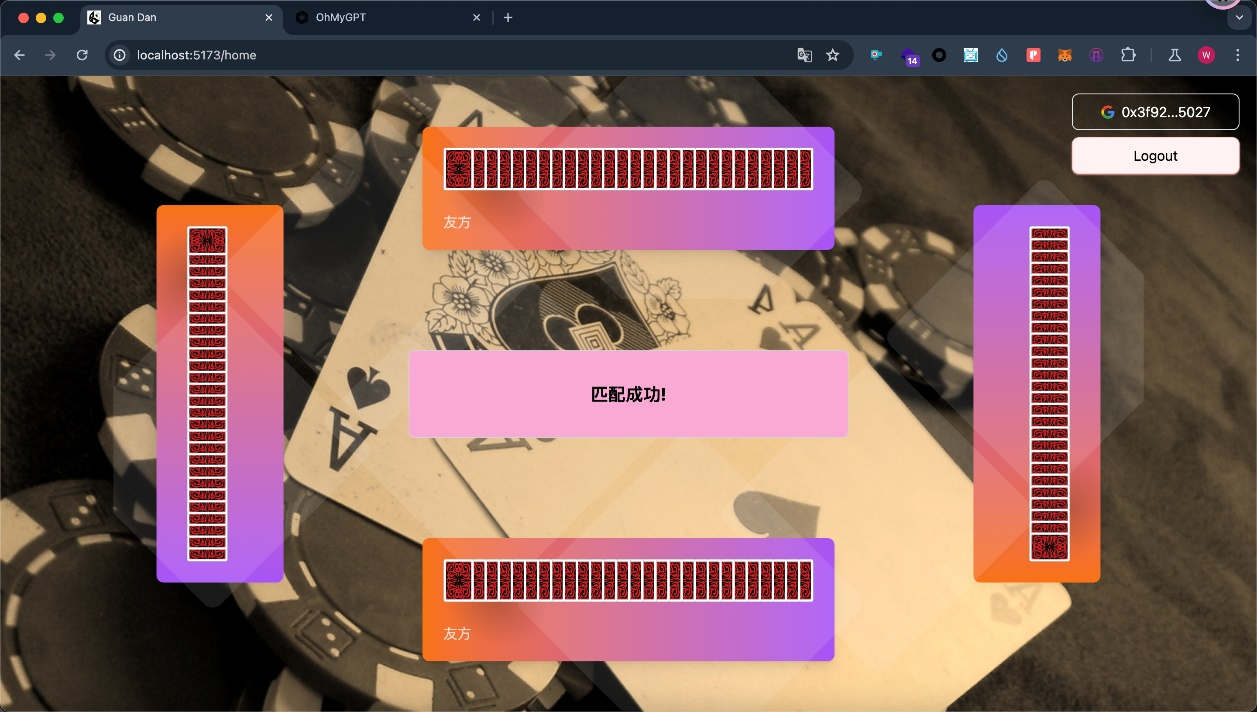 Guan Dan
OhMyGPT
localhost:5173/home
14
W
0x3f92...5027
Logout
友方
A
A
A
匹配成功!
A
友方